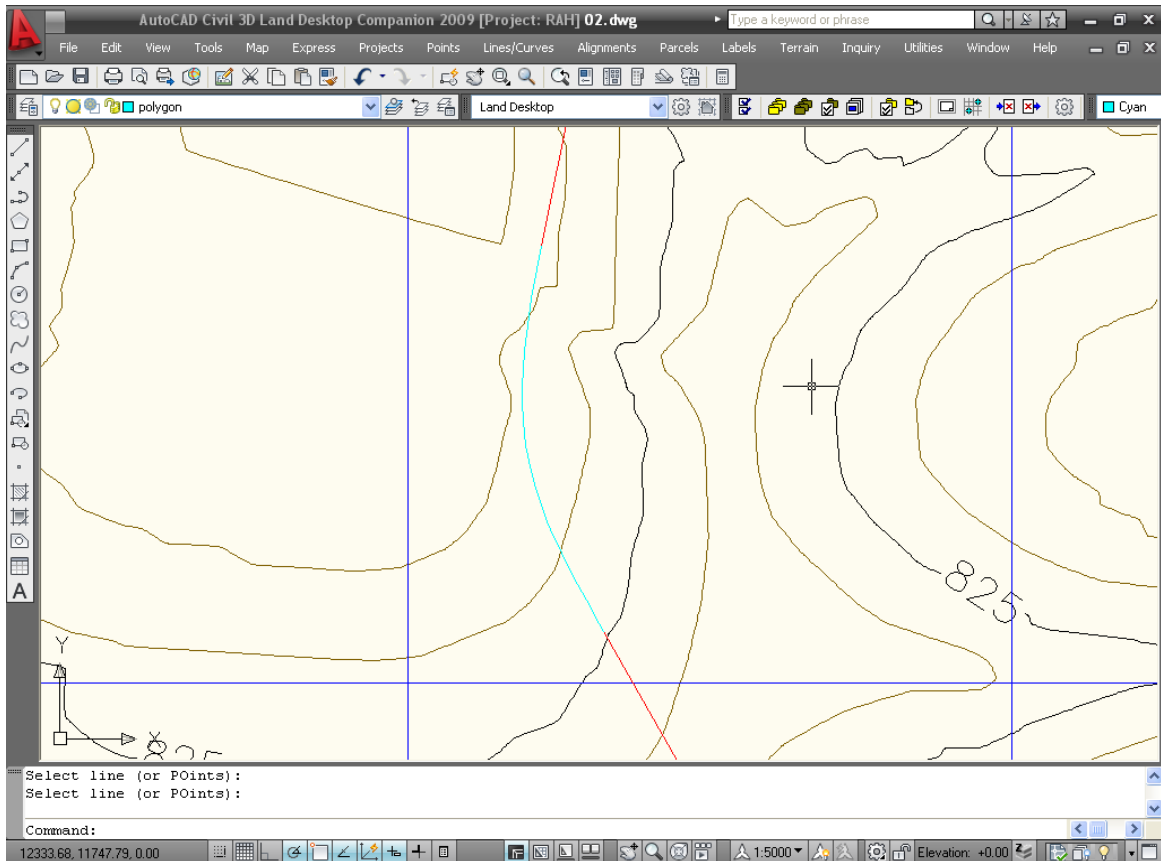 AutoCAD Civil 3D Land Desktop Companion 2009 [Project: RAH] 02.dwg
Type a keyword or phrase
File Edit View Tools Map Express Projects Points Lines/Curves Alignments Parcels Labels Terrain Inquiry Utilities Window Help
polygon
Land Desktop
Cyan
825
Y
X
A
Select line (or POints):
Select line (or POints):
Command:
12333.68, 11747.79, 0.00
1:5000
Elevation: +0.00